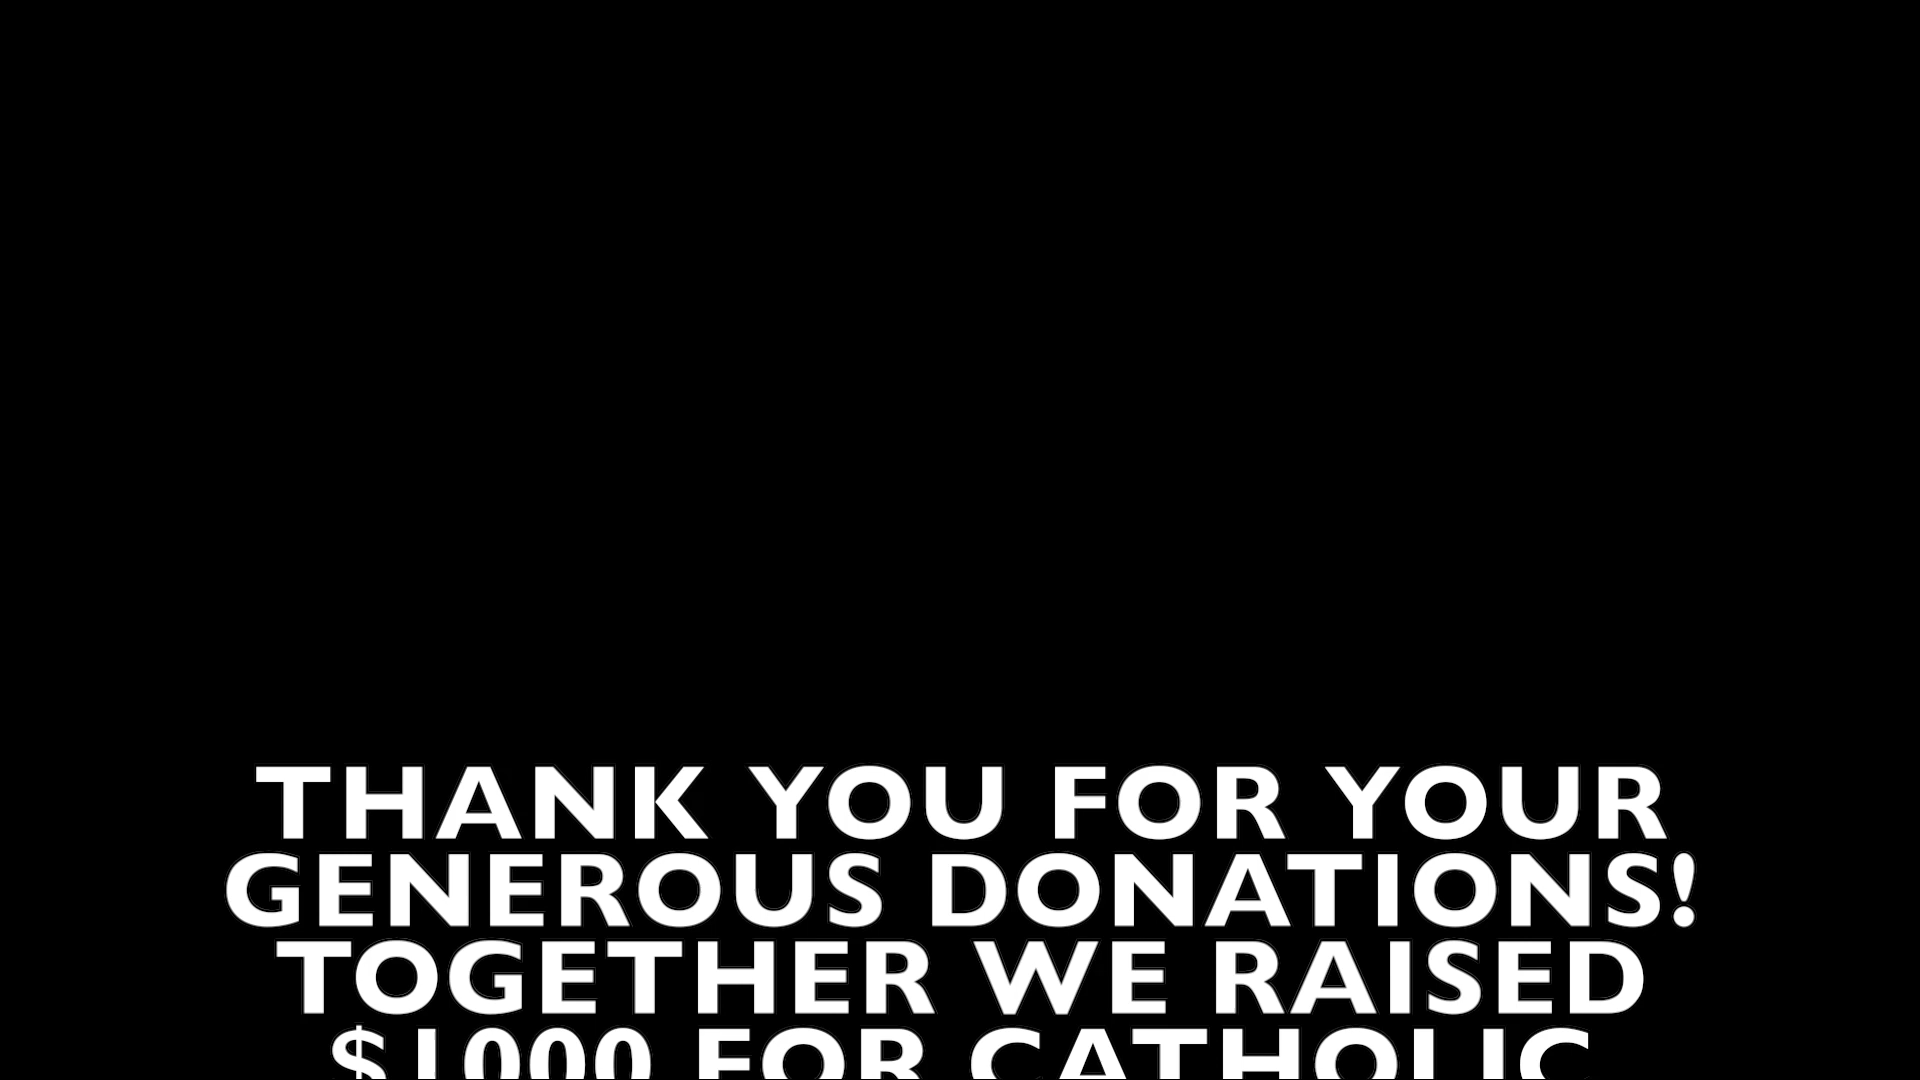 THANK YOU FOR YOUR
GENEROUS DONATIONS!
TOGETHER WE RAISED
$1000 FOR CATHOLIC